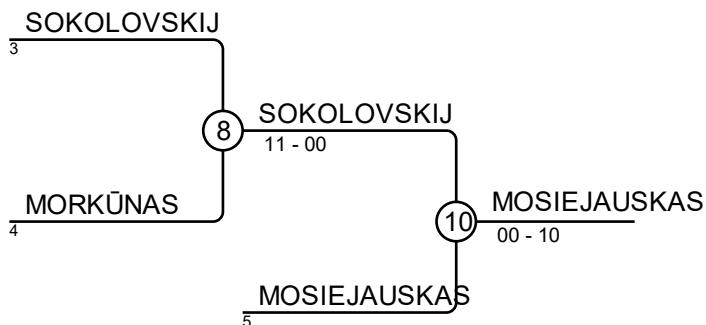 SOKOLOVSKIJ
3
8
SOKOLOVSKIJ
11 - 00
MORKŪNAS
4
10
MOSIEJAUSKAS
00 - 10
MOSIEJAUSKAS
5